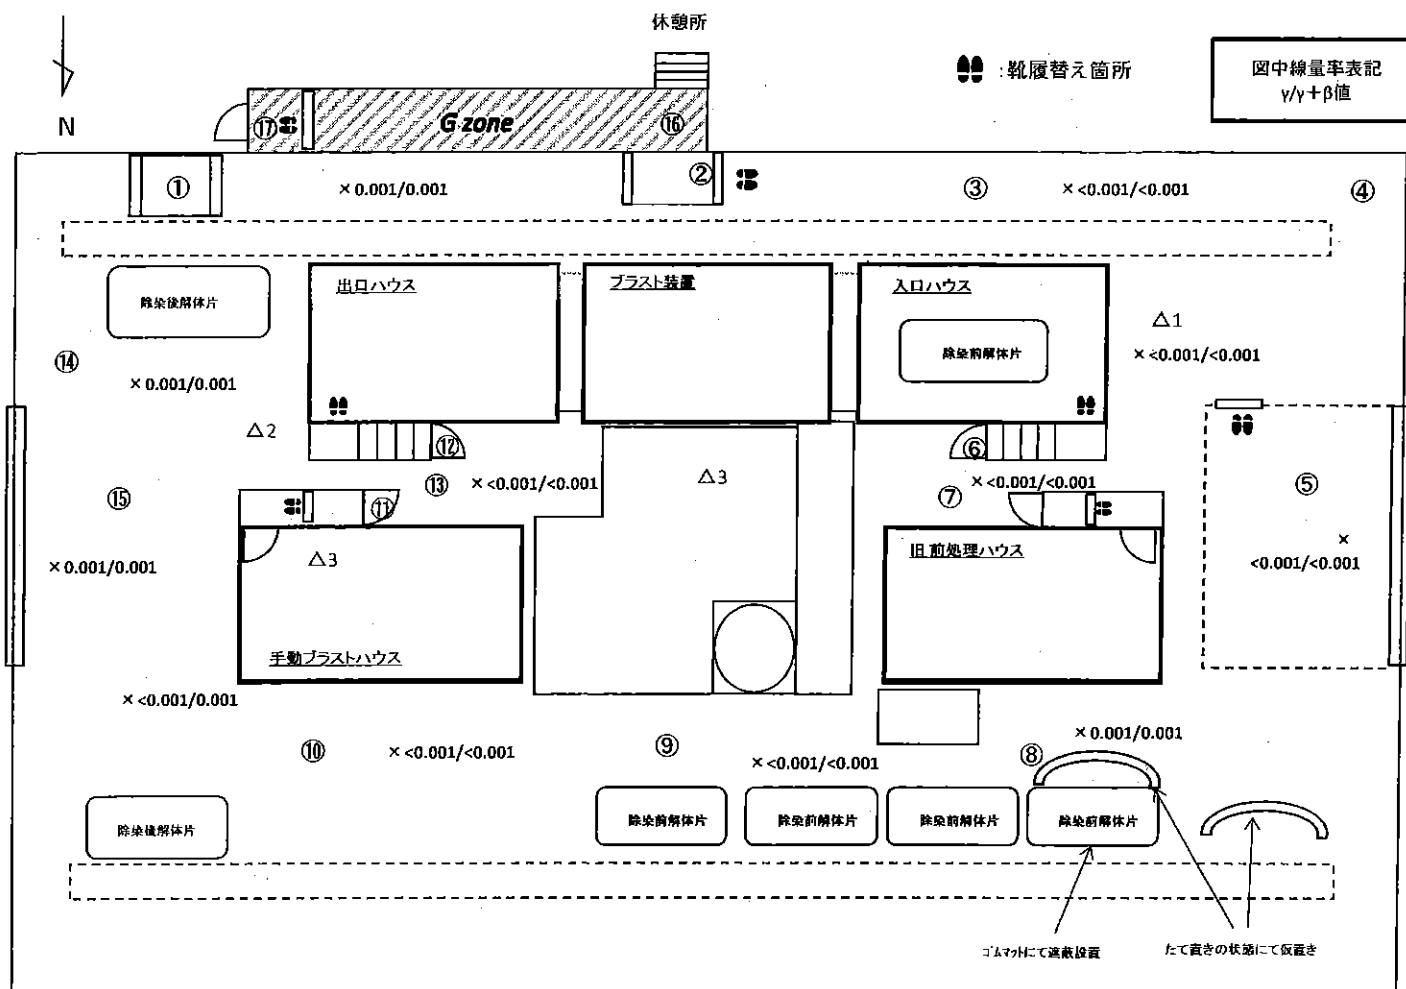 休憩所
:靴履替え箇所
図中線量率表記
γ/γ+β値
N
⑰
G zone
⑯
①
× 0.001/0.001
②
③
× <0.001/<0.001
④
除染後解体片
出口ハウス
ブラスト装置
入口ハウス
除染前解体片
△1
× <0.001/<0.001
⑭
× 0.001/0.001
△2
⑫
⑥
⑮
⑬
× <0.001/<0.001
△3
⑦
× <0.001/<0.001
⑤
⑪
× 0.001/0.001
△3
旧前処理ハウス
×
<0.001/<0.001
手動ブラストハウス
× <0.001/0.001
⑩
× <0.001/<0.001
⑨
× <0.001/<0.001
⑧
× 0.001/0.001
除染後解体片
除染前解体片
除染前解体片
除染前解体片
除染前解体片
ゴムマットにて遮蔽設置
たて置きの状態にて仮置き